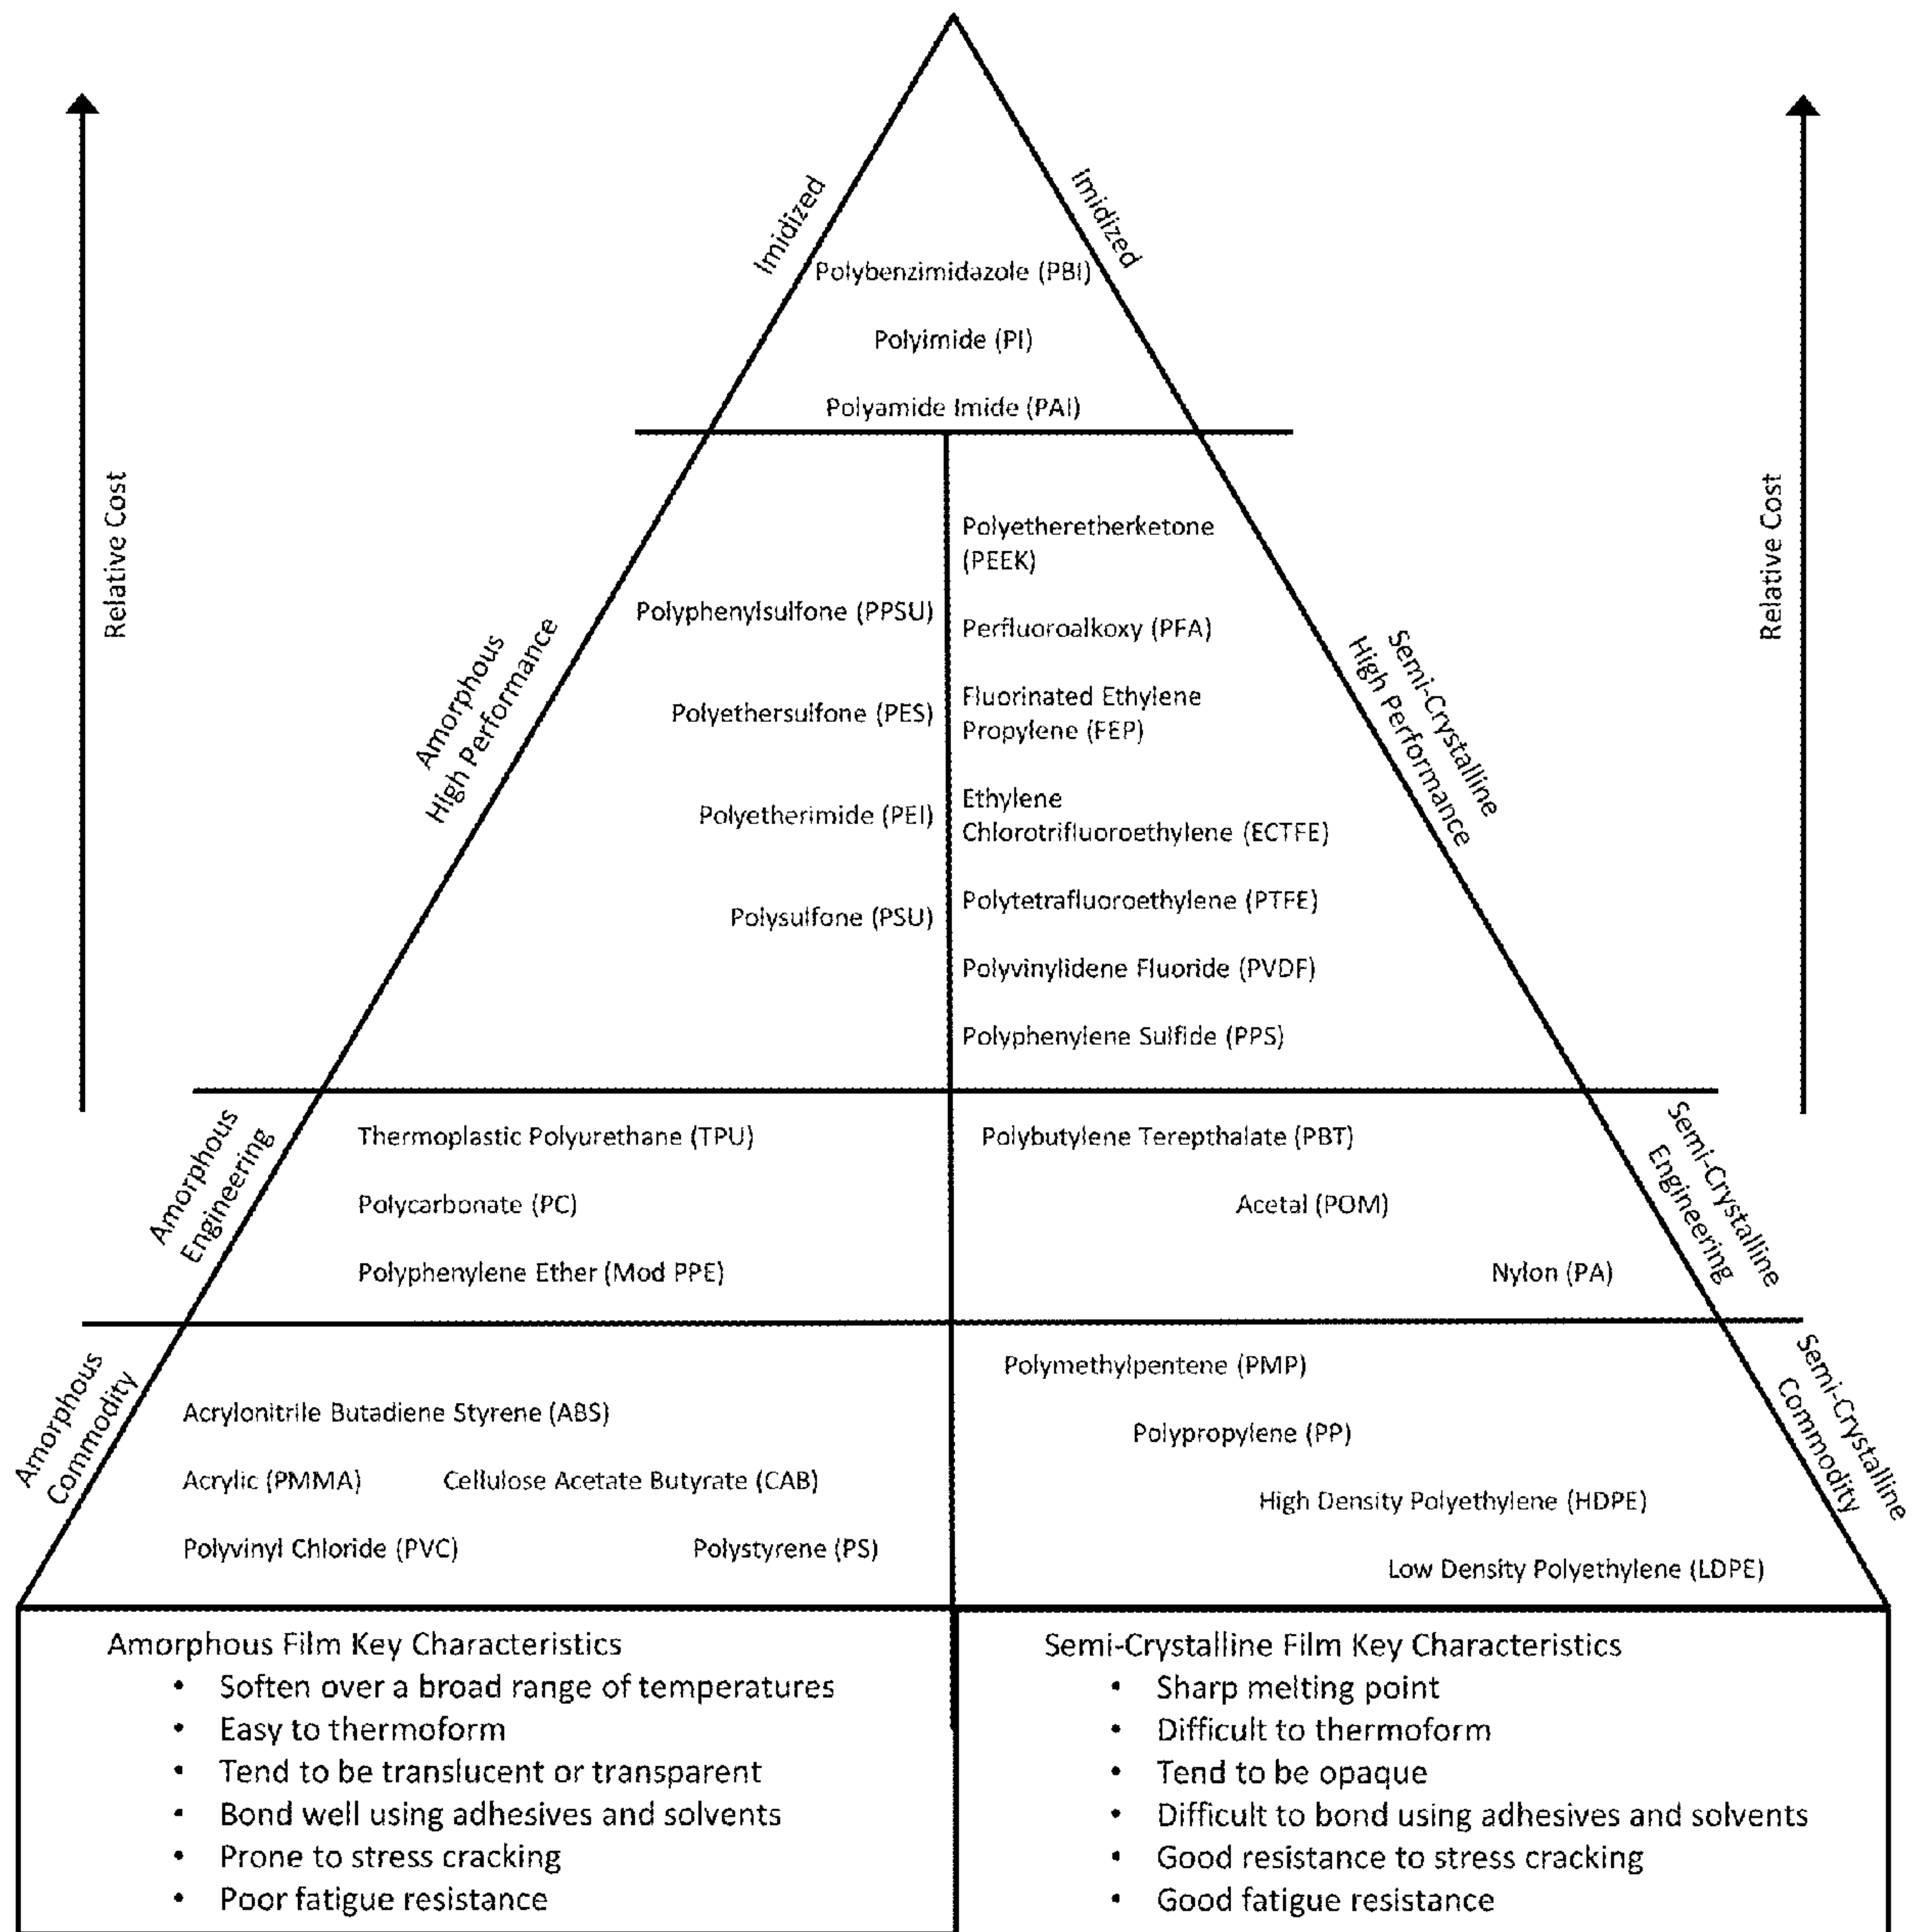 Imidized
Imidized
Polybenzimidazole (PBI)
Polyimide (PI)
Polyamide Imide (PAI)
Relative Cost
Relative Cost
Amorphous
High Performance
Semi-Crystalline
High Performance
Polyphenylsulfone (PPSU)
Polyethersulfone (PES)
Polyetherimide (PEI)
Polysulfone (PSU)
Polyetheretherketone
(PEEK)
Perfluoroalkoxy (PFA)
Fluorinated Ethylene
Propylene (FEP)
Ethylene
Chlorotrifluoroethylene (ECTFE)
Polytetrafluoroethylene (PTFE)
Polyvinylidene Fluoride (PVDF)
Polyphenylene Sulfide (PPS)
Amorphous
Engineering
Thermoplastic Polyurethane (TPU)
Polycarbonate (PC)
Polyphenylene Ether (Mod PPE)
Polybutylene Terepthalate (PBT)
Acetal (POM)
Nylon (PA)
Semi-Crystalline
Engineering
Amorphous
Commodity
Acrylonitrile Butadiene Styrene (ABS)
Acrylic (PMMA)
Cellulose Acetate Butyrate (CAB)
Polyvinyl Chloride (PVC)
Polystyrene (PS)
Polymethylpentene (PMP)
Polypropylene (PP)
High Density Polyethylene (HDPE)
Low Density Polyethylene (LDPE)
Semi-Crystalline
Commodity
Amorphous Film Key Characteristics
• Soften over a broad range of temperatures
• Easy to thermoform
• Tend to be translucent or transparent
• Bond well using adhesives and solvents
• Prone to stress cracking
• Poor fatigue resistance
Semi-Crystalline Film Key Characteristics
• Sharp melting point
• Difficult to thermoform
• Tend to be opaque
• Difficult to bond using adhesives and solvents
• Good resistance to stress cracking
• Good fatigue resistance